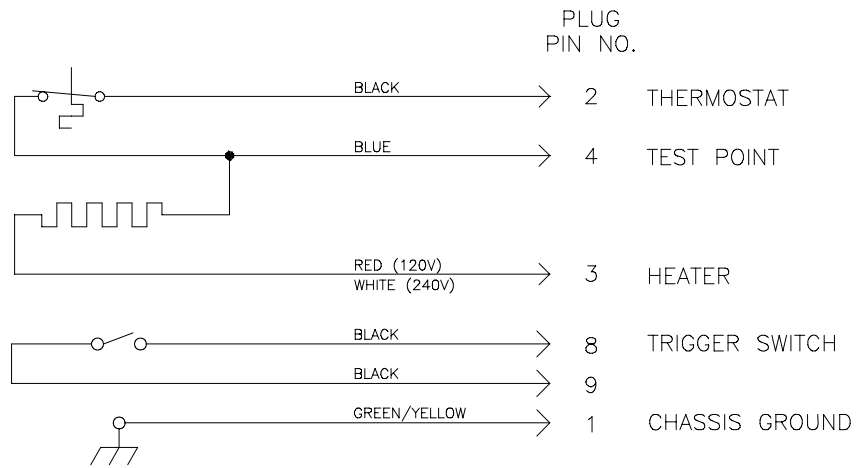 PLUG
PIN NO.
BLACK 2 THERMOSTAT
BLUE 4 TEST POINT
RED (120V)
WHITE (240V)
3 HEATER
BLACK 8 TRIGGER SWITCH
BLACK 9
GREEN/YELLOW 1 CHASSIS GROUND